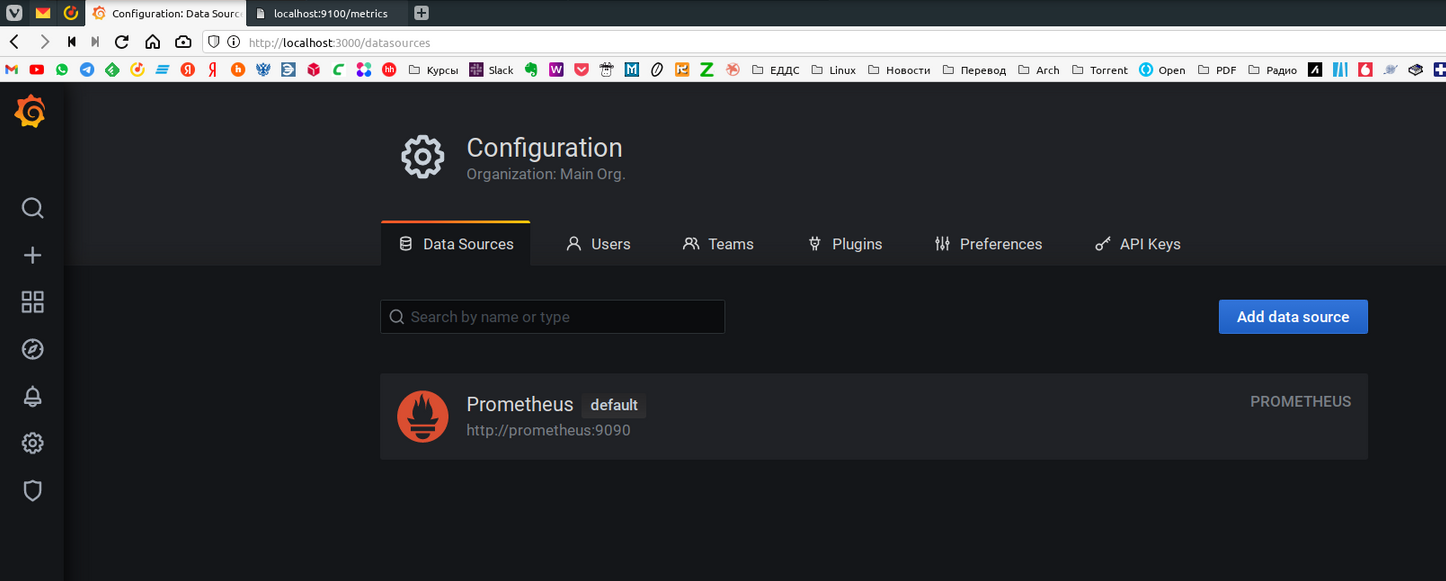 Configuration: Data Sourc
localhost:9100/metrics
http://localhost:3000/datasources
Курсы Slack ЕДДС Linux Новости Перевод Arch Torrent Open PDF Радио
Configuration
Organization: Main Org.
Data Sources Users Teams Plugins Preferences API Keys
Search by name or type
Add data source
Prometheus default
PROMETHEUS
http://prometheus:9090